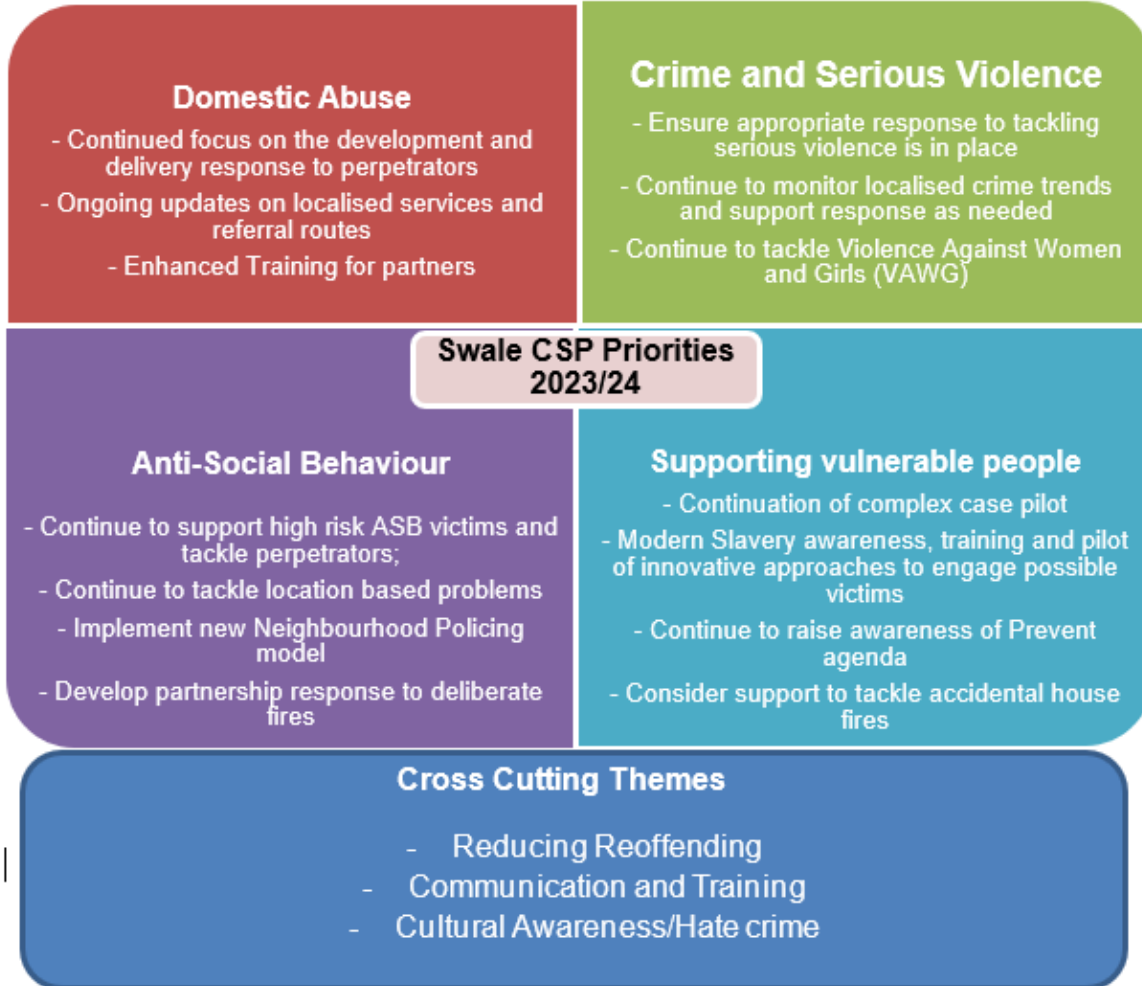 Domestic Abuse
- Continued focus on the development and
delivery response to perpetrators
- Ongoing updates on localised services and
referral routes
- Enhanced Training for partners
Crime and Serious Violence
- Ensure appropriate response to tackling
serious violence is in place
- Continue to monitor localised crime trends
and support response as needed
- Continue to tackle Violence Against Women
and Girls (VAWG)
Swale CSP Priorities
2023/24
Anti-Social Behaviour
- Continue to support high risk ASB victims and
tackle perpetrators;
- Continue to tackle location based problems
- Implement new Neighbourhood Policing
model
- Develop partnership response to deliberate
fires
Supporting vulnerable people
- Continuation of complex case pilot
- Modern Slavery awareness, training and pilot
of innovative approaches to engage possible
victims
- Continue to raise awareness of Prevent
agenda
- Consider support to tackle accidental house
fires
Cross Cutting Themes
- Reducing Reoffending
- Communication and Training
- Cultural Awareness/Hate crime